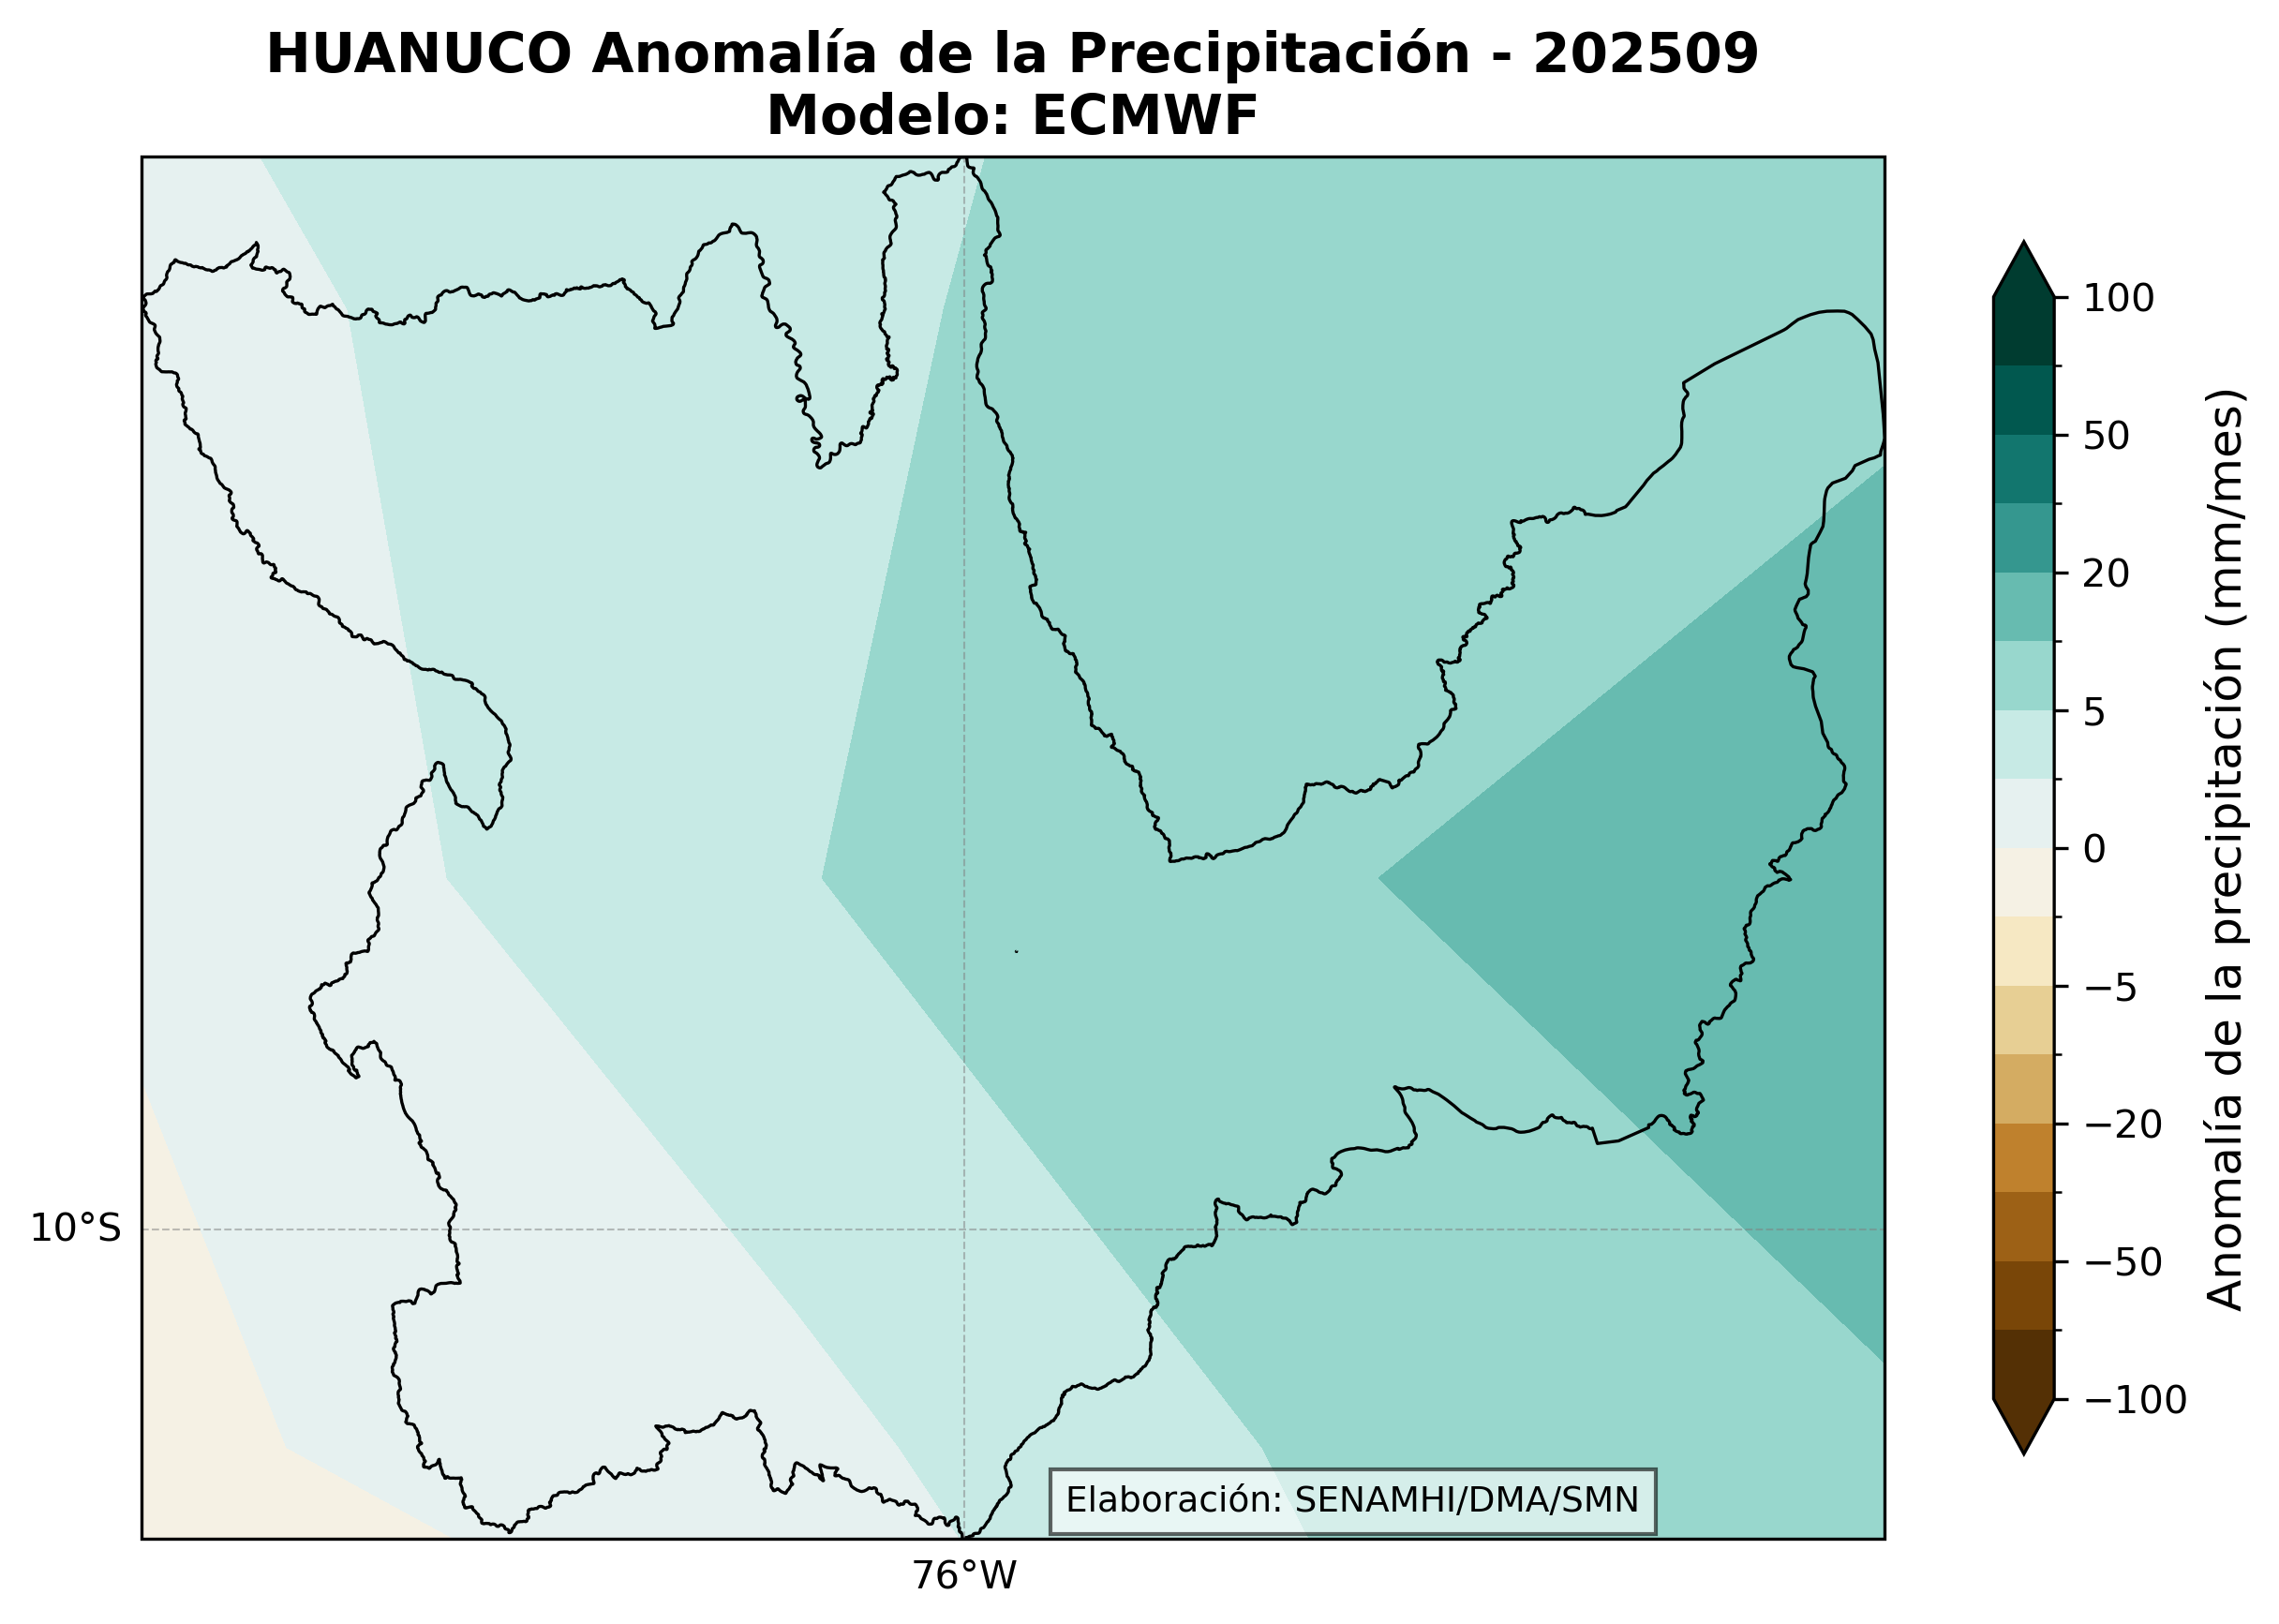 HUANUCO Anomalía de la Precipitación - 202509
Modelo: ECMWF
100
50
20
5
0
−5
−20
−50
−100
Anomalía de la precipitación (mm/mes)
10°S
76°W
Elaboración: SENAMHI/DMA/SMN